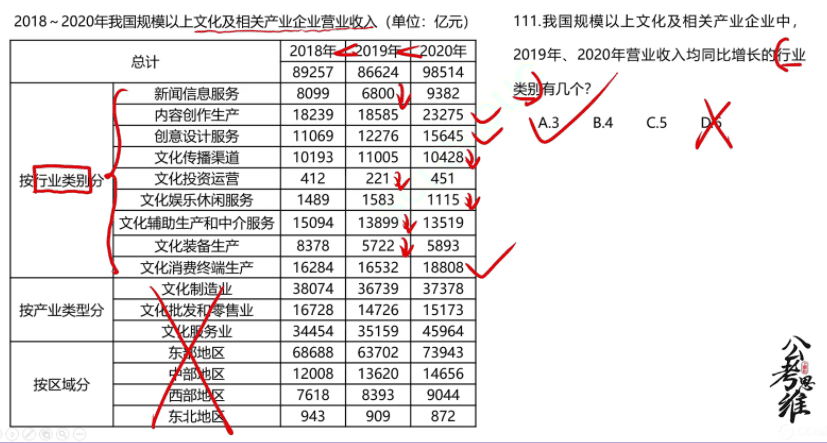 2018～2020年我国规模以上文化及相关产业企业营业收入（单位：亿元）
总计 2018年 2019年 2020年
89257 86624 98514
按行业类别分
新闻信息服务 8099 6800 9382
内容创作生产 18239 18585 23275
创意设计服务 11069 12276 15645
文化传播渠道 10193 11005 10428
文化投资运营 412 221 451
文化娱乐休闲服务 1489 1583 1115
文化辅助生产和中介服务 15094 13899 13519
文化装备生产 8378 5722 5893
文化消费终端生产 16284 16532 18808
按产业类型分
文化制造业 38074 36739 37378
文化批发和零售业 16728 14726 15173
文化服务业 34454 35159 45964
按区域分
东部地区 68688 63702 73943
中部地区 12008 13620 14656
西部地区 7618 8393 9044
东北地区 943 909 872
111.我国规模以上文化及相关产业企业中，
2019年、2020年营业收入均同比增长的行业
类别有几个？
A.3 B.4 C.5 D.6
公考思维